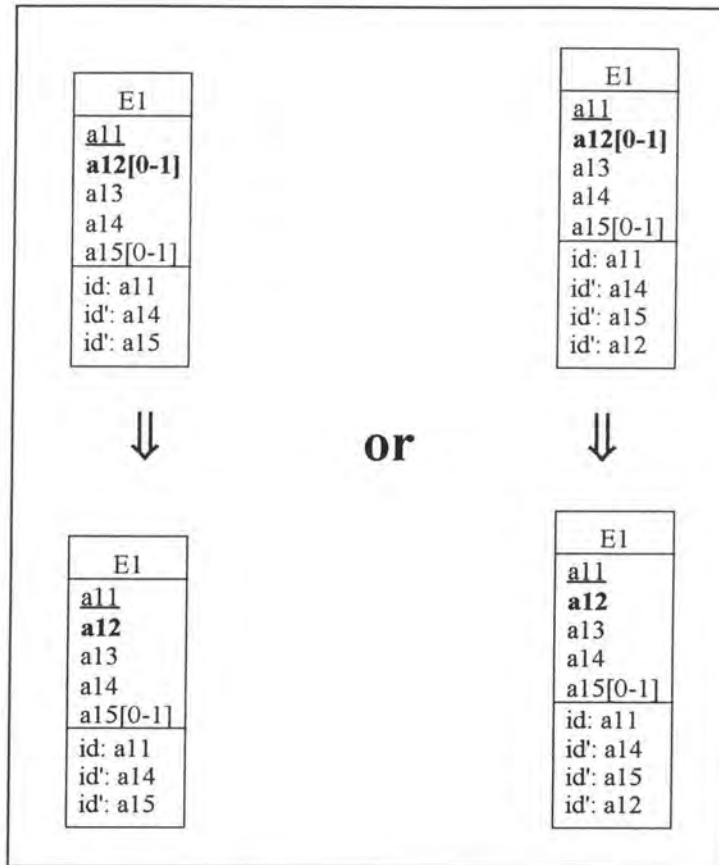 E1
a11
a12[0-1]
a13
a14
a15[0-1]
id: a11
id': a14
id': a15
⇓
E1
a11
a12
a13
a14
a15[0-1]
id: a11
id': a14
id': a15
or
E1
a11
a12[0-1]
a13
a14
a15[0-1]
id: a11
id': a14
id': a15
id': a12
⇓
E1
a11
a12
a13
a14
a15[0-1]
id: a11
id': a14
id': a15
id': a12